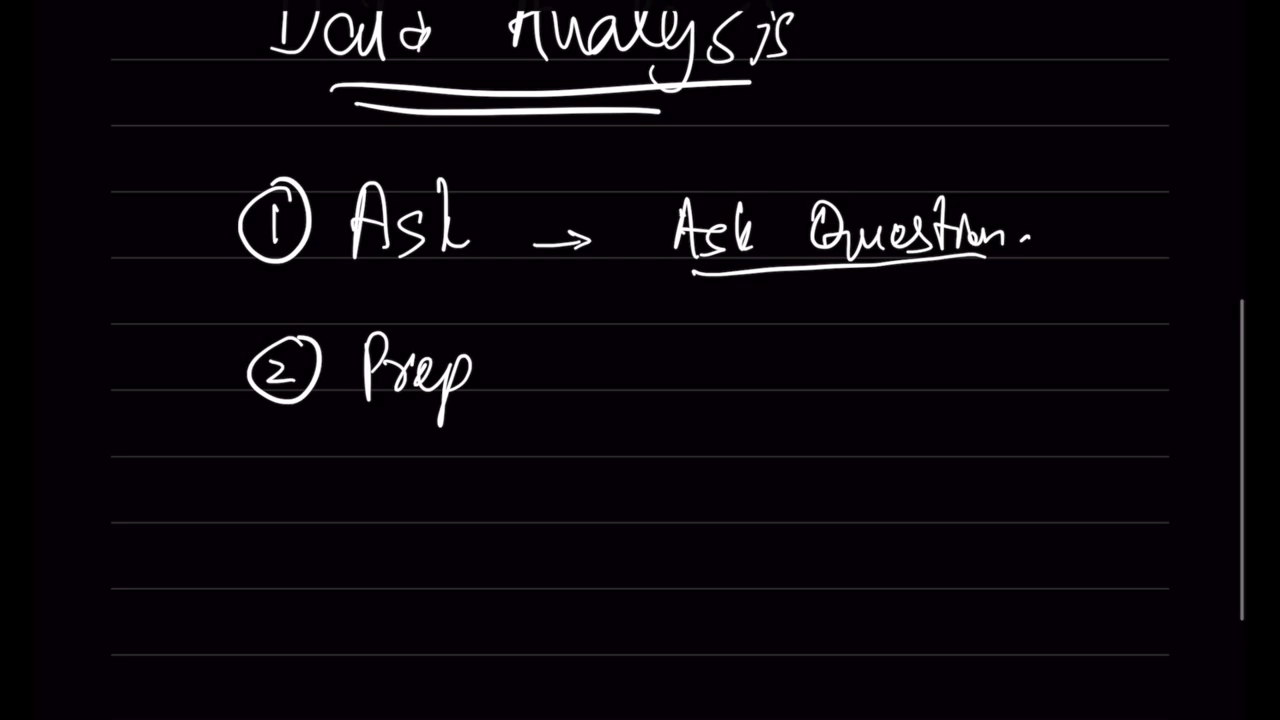 Data Analysis
① Ask → Ask Question.
② Prep